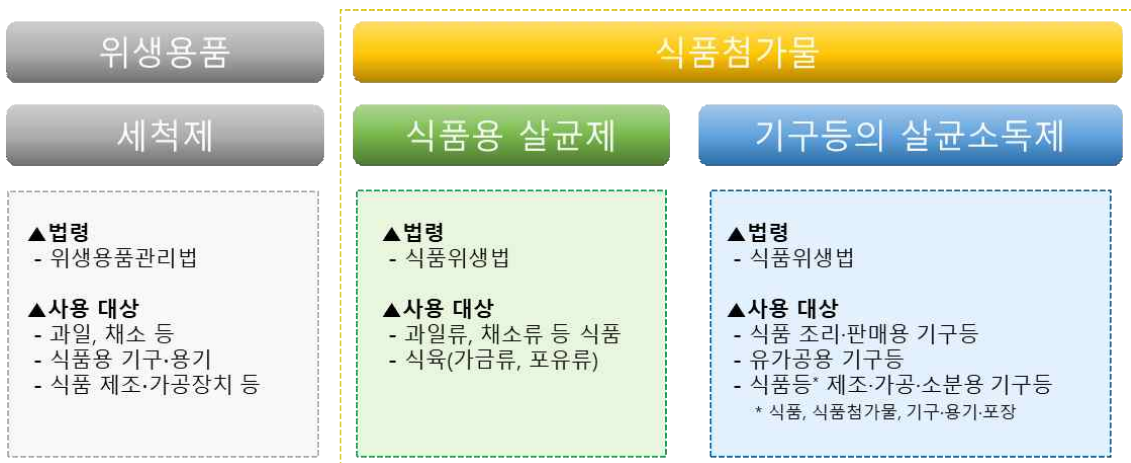 위생용품
식품첨가물
세척제
식품용 살균제
기구등의 살균소독제
▲법령
- 위생용품관리법
▲사용 대상
- 과일, 채소 등
- 식품용 기구·용기
- 식품 제조·가공장치 등
▲법령
- 식품위생법
▲사용 대상
- 과일류, 채소류 등 식품
- 식육(가금류, 포유류)
▲법령
- 식품위생법
▲사용 대상
- 식품 조리·판매용 기구등
- 유가공용 기구등
- 식품등* 제조·가공·소분용 기구등
* 식품, 식품첨가물, 기구·용기·포장